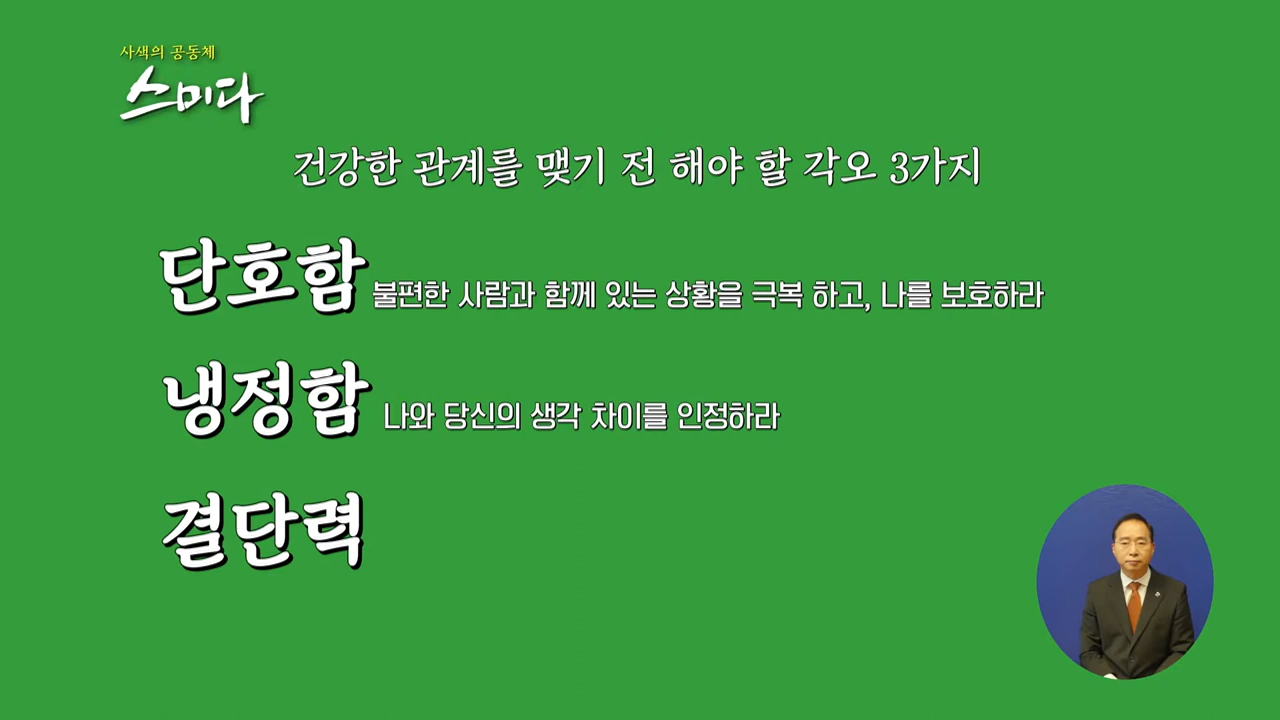 사색의 공동체
스미다
건강한 관계를 맺기 전 해야 할 각오 3가지
단호함 불편한 사람과 함께 있는 상황을 극복 하고, 나를 보호하라
냉정함 나와 당신의 생각 차이를 인정하라
결단력